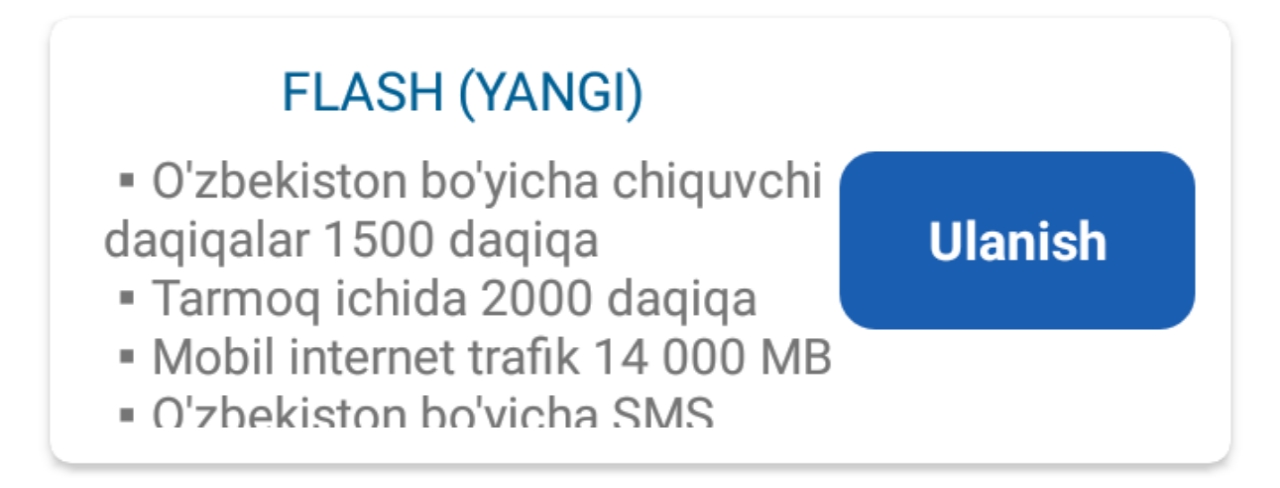 FLASH (YANGI)
▪ O'zbekiston bo'yicha chiquvchi
daqiqalar 1500 daqiqa
▪ Tarmoq ichida 2000 daqiqa
▪ Mobil internet trafik 14 000 MB
▪ O'zbekiston bo'yicha SMS
Ulanish